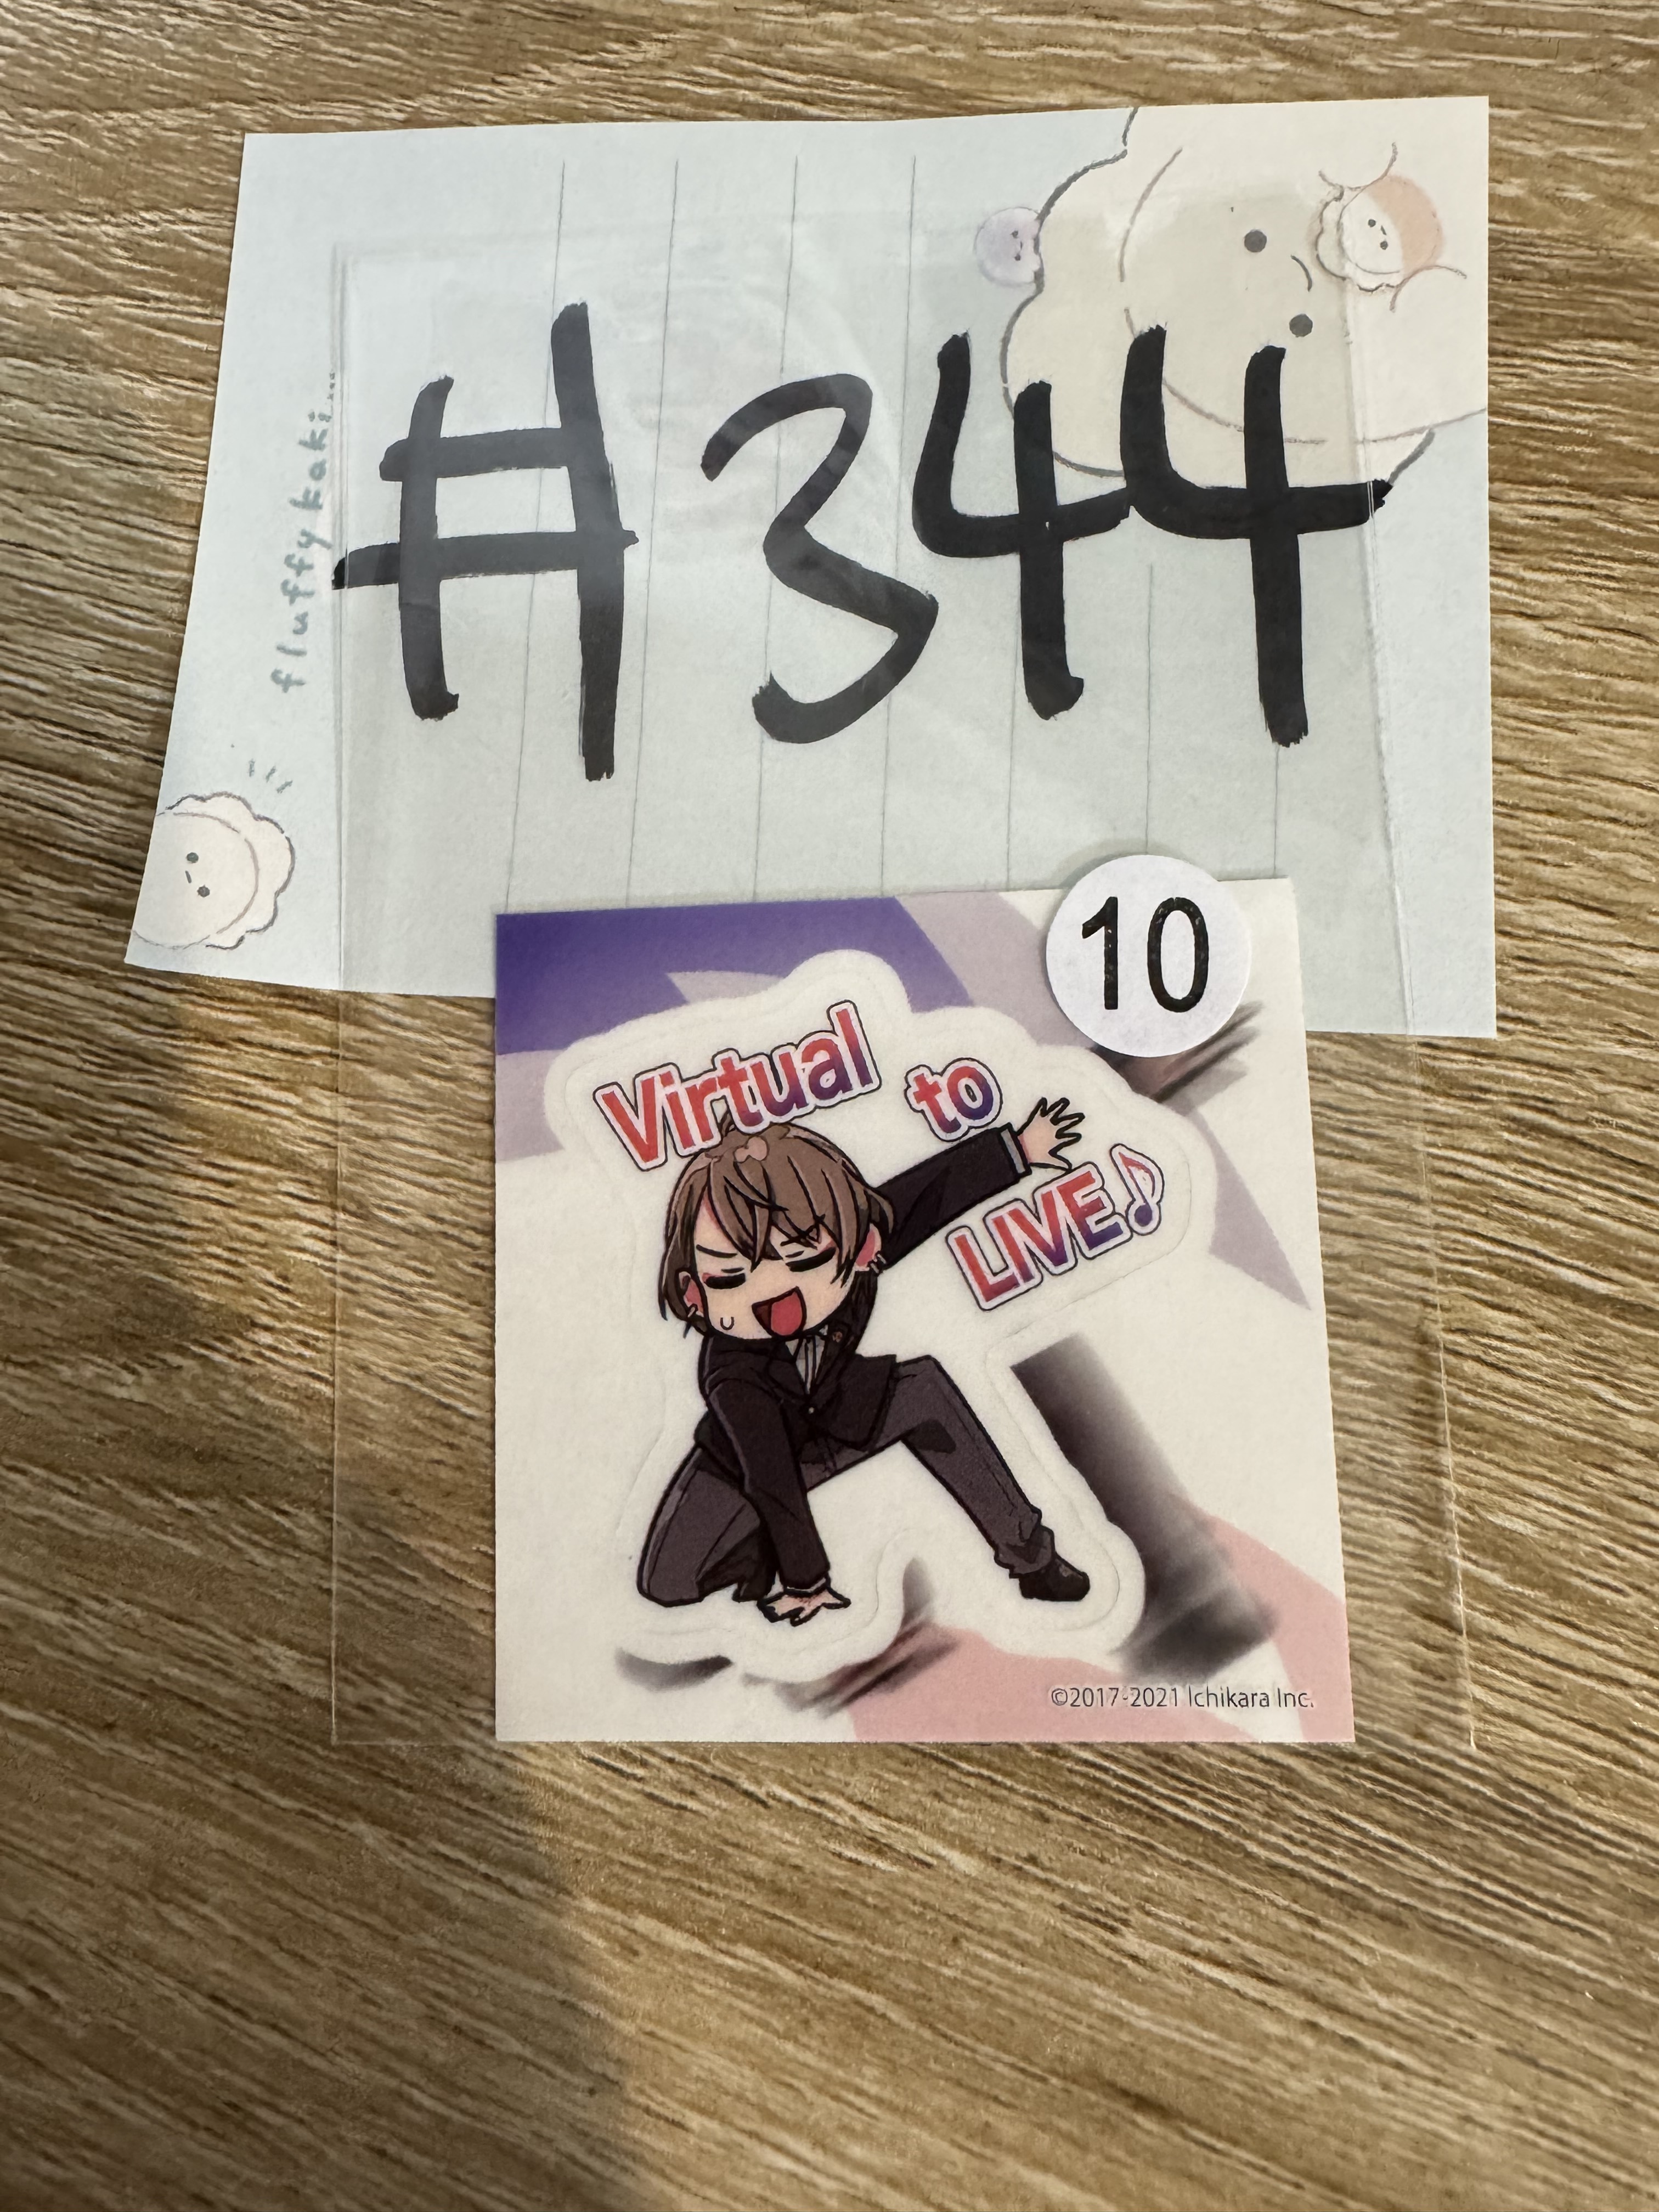 fluffy kaki...
#344
10
Virtual to
LIVE♪
©2017-2021 Ichikara Inc.